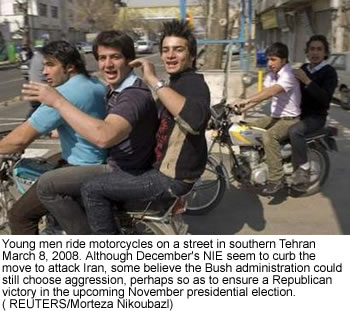 Young men ride motorcycles on a street in southern Tehran
March 8, 2008. Although December's NIE seem to curb the
move to attack Iran, some believe the Bush administration could
still choose aggression, perhaps so as to ensure a Republican
victory in the upcoming November presidential election.
( REUTERS/Morteza Nikoubazl)